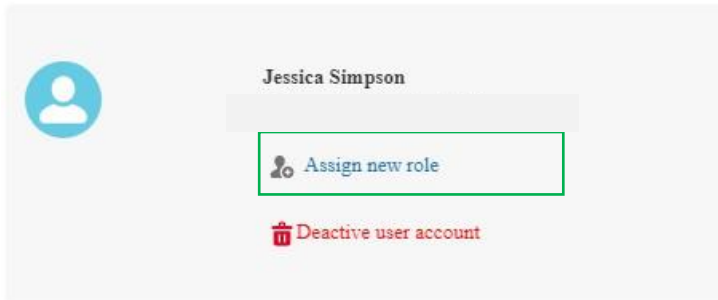 Jessica Simpson
Assign new role
Deactive user account